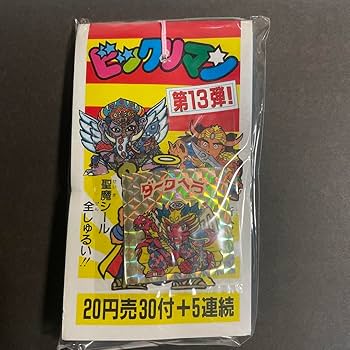 ビックリマン
第13弾!
聖魔シール
全しゅるい!!
ダークヘラ
20円売30付+5連続